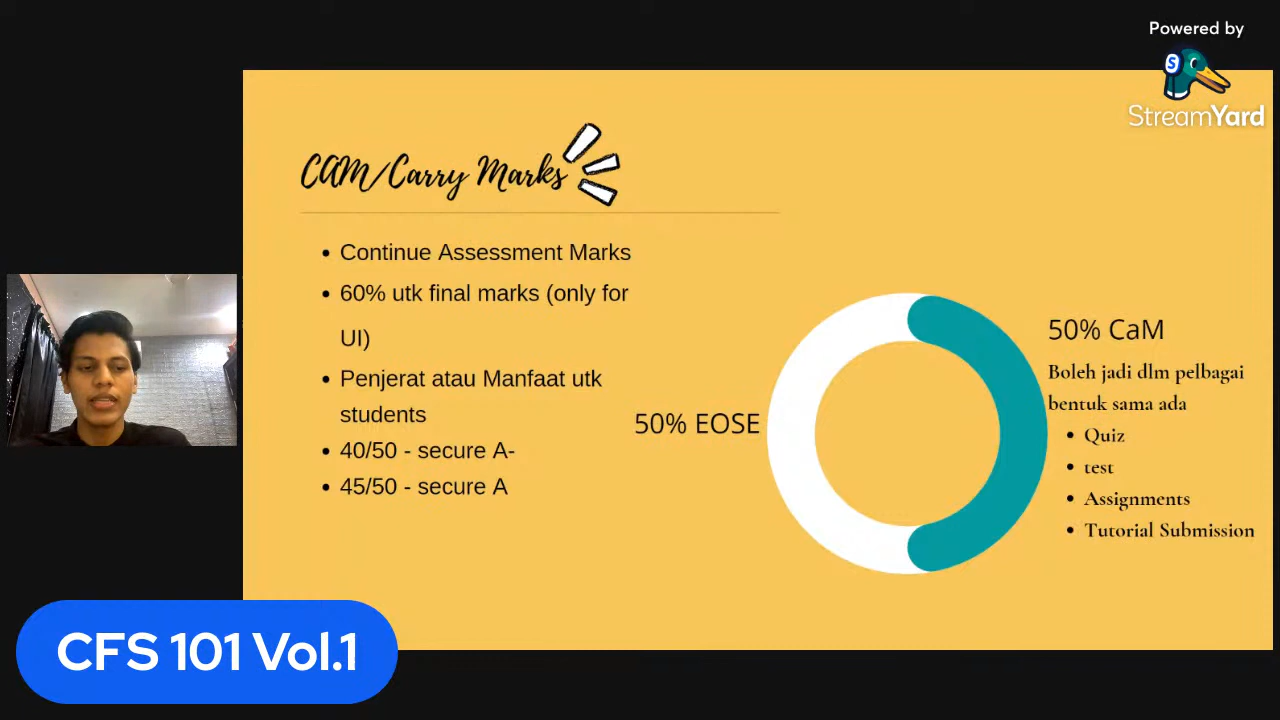 Powered by
StreamYard
CAM/Carry Marks
• Continue Assessment Marks
• 60% utk final marks (only for
UI)
• Penjerat atau Manfaat utk
students
• 40/50 - secure A-
• 45/50 - secure A
50% EOSE
50% CaM
Boleh jadi dlm pelbagai
bentuk sama ada
• Quiz
• test
• Assignments
• Tutorial Submission
CFS 101 Vol.1